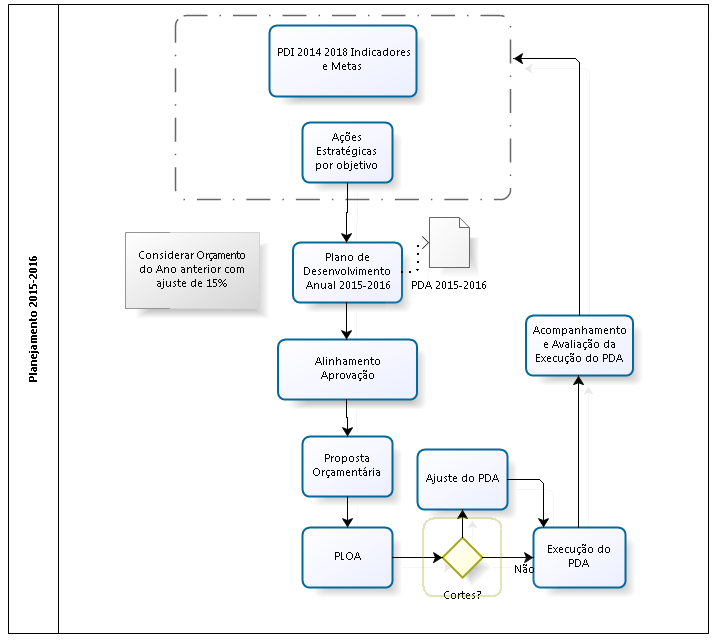 Planejamento 2015-2016
PDI 2014 2018 Indicadores
e Metas
Ações
Estratégicas
por objetivo
Considerar Orçamento
do Ano anterior com
ajuste de 15%
Plano de
Desenvolvimento
Anual 2015-2016
PDA 2015-2016
Alinhamento
Aprovação
Acompanhamento
e Avaliação da
Execução do PDA
Proposta
Orçamentária
Ajuste do PDA
PLOA
Cortes?
Não
Execução do
PDA